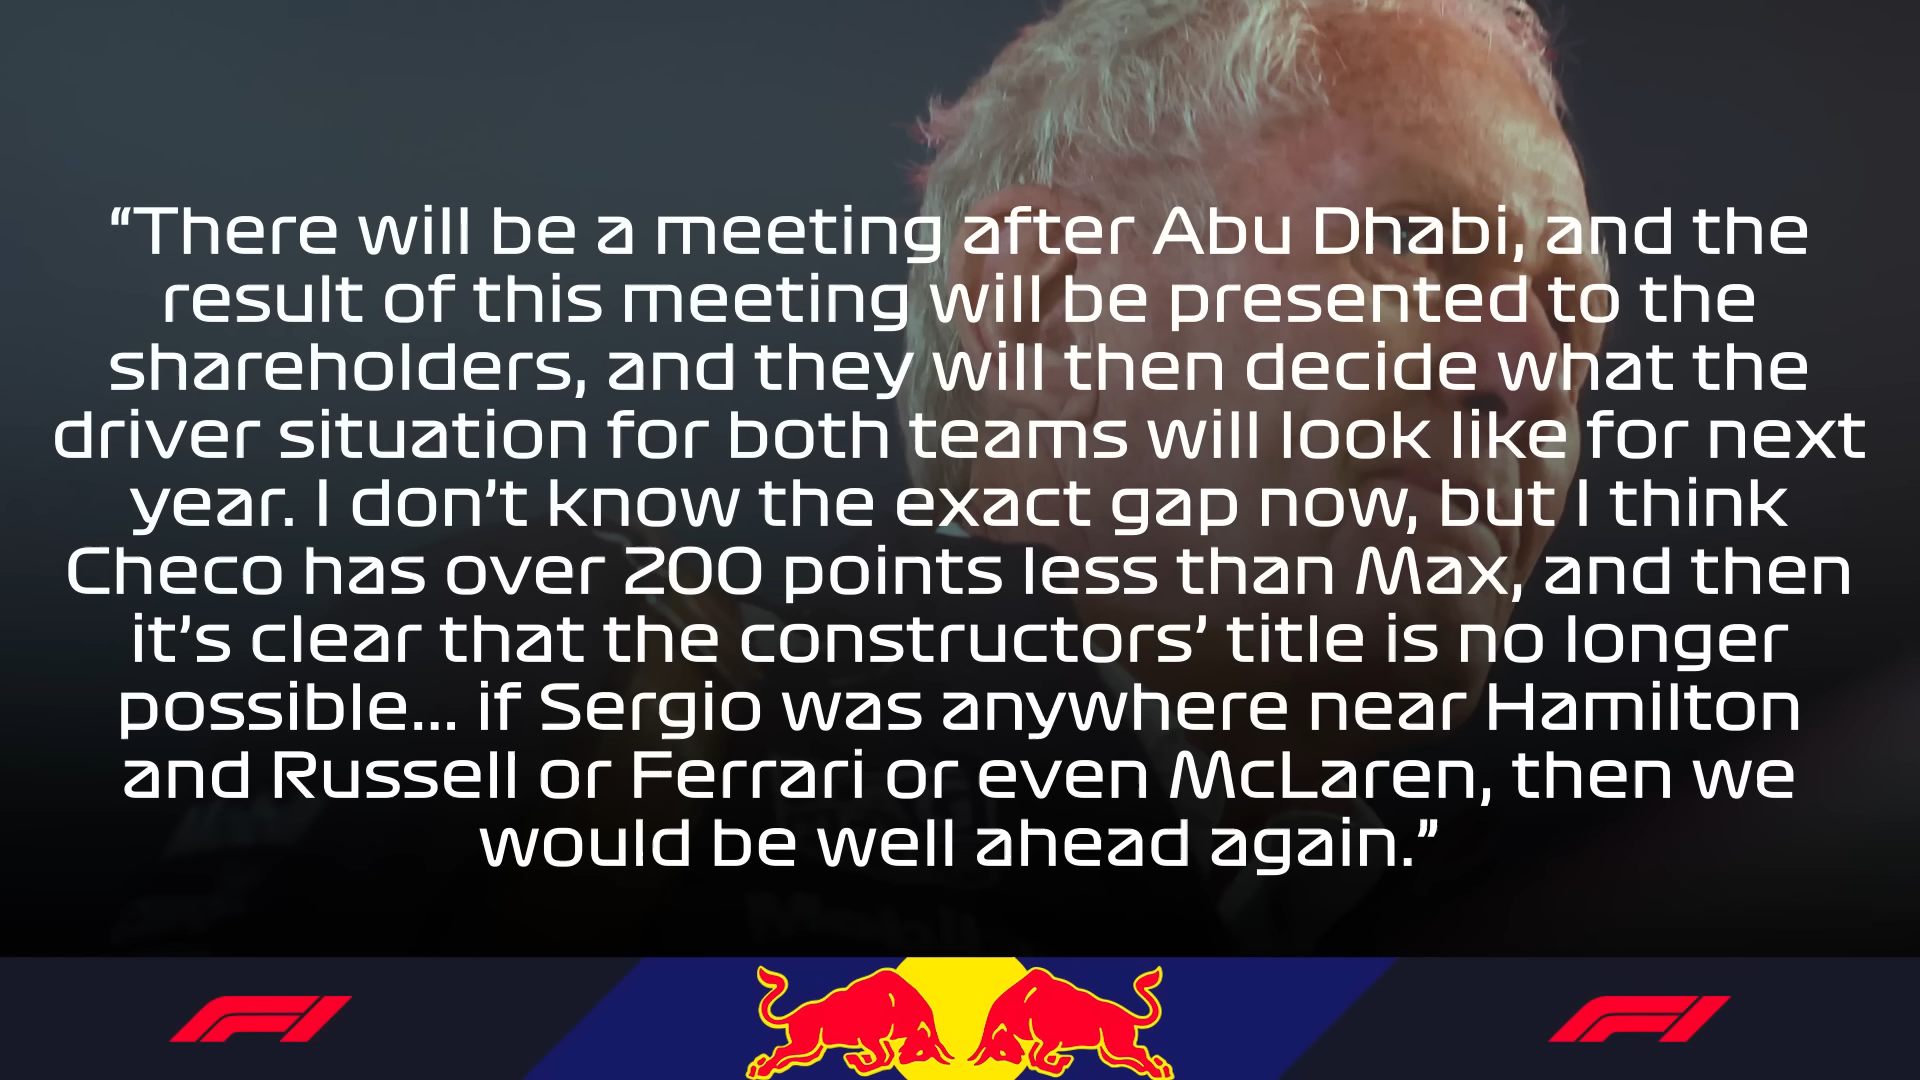 “There will be a meeting after Abu Dhabi, and the
result of this meeting will be presented to the
shareholders, and they will then decide what the
driver situation for both teams will look like for next
year. I don’t know the exact gap now, but I think
Checo has over 200 points less than Max, and then
it’s clear that the constructors’ title is no longer
possible... if Sergio was anywhere near Hamilton
and Russell or Ferrari or even McLaren, then we
would be well ahead again.”
F1 F1